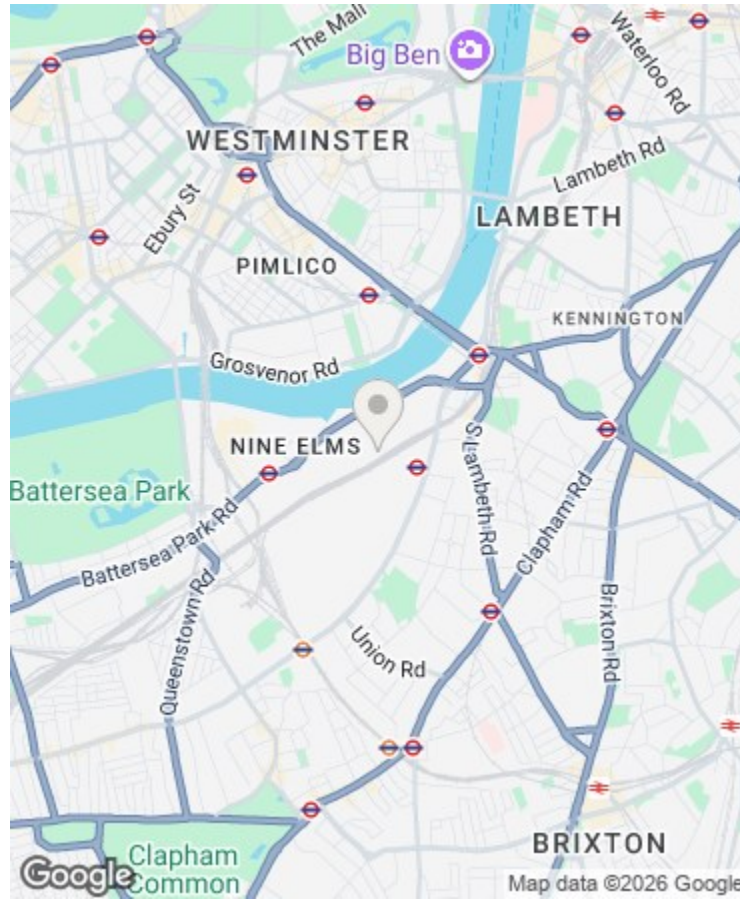 The Mall
Big Ben
Waterloo Rd
WESTMINSTER
Lambeth Rd
Ebury St
LAMBETH
PIMLICO
KENNINGTON
Grosvenor Rd
NINE ELMS
S Lambeth Rd
Battersea Park
Clapham Rd
Battersea Park Rd
Queenstown Rd
Brixton Rd
Union Rd
BRIXTON
Clapham
Common
Google
Map data ©2026 Google